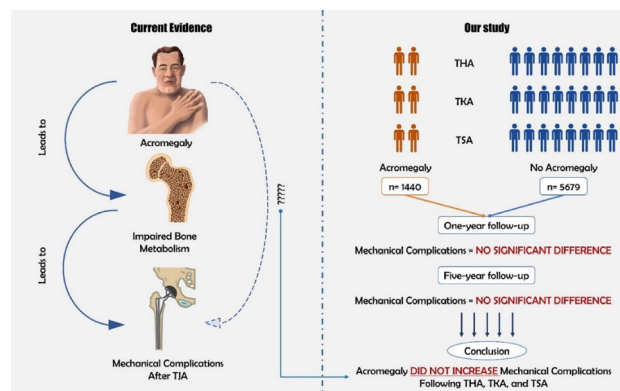 Current Evidence
Leads to
Acromegaly
?????
Impaired Bone
Metabolism
Leads to
Mechanical Complications
After TJA
Our study
THA
TKA
TSA
Acromegaly
No Acromegaly
n= 1440
n= 5679
One-year follow-up
Mechanical Complications = NO SIGNIFICANT DIFFERENCE
Five-year follow-up
Mechanical Complications = NO SIGNIFICANT DIFFERENCE
Conclusion
Acromegaly DID NOT INCREASE Mechanical Complications
Following THA, TKA, and TSA